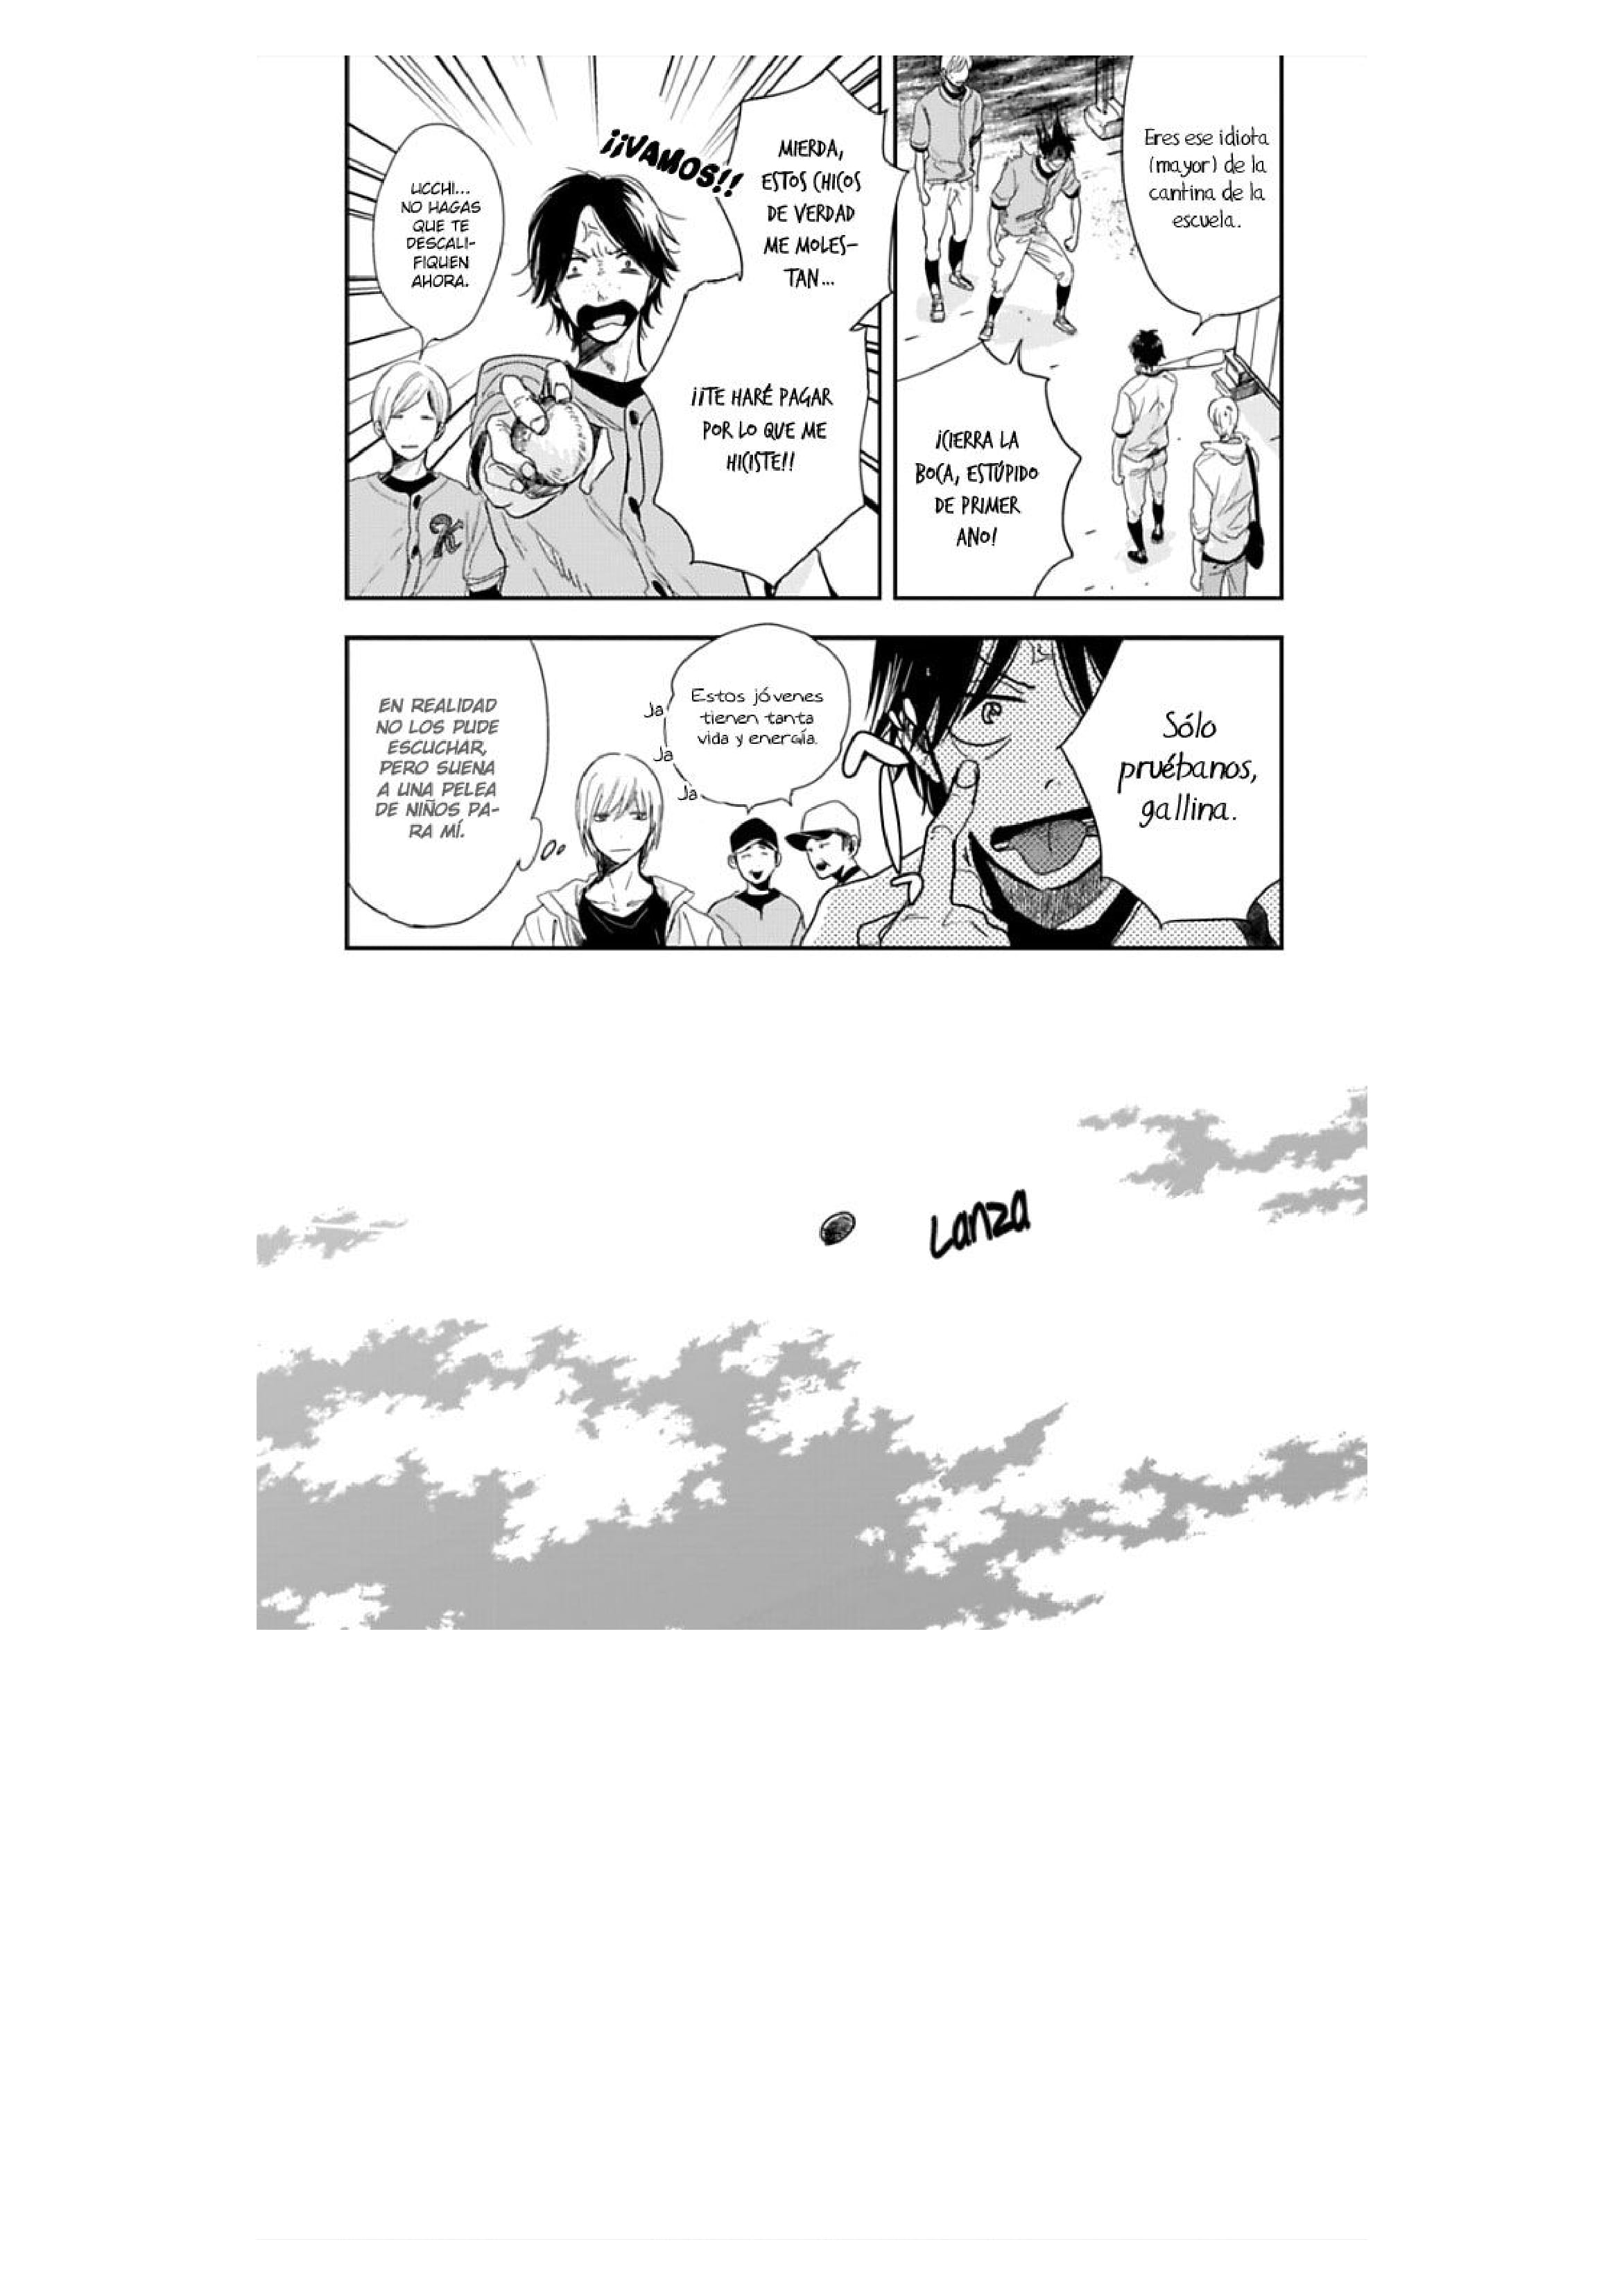 Eres ese idiota
(mayor) de la
cantina de la
escuela.
¡CIERRA LA
BOCA, ESTÚPIDO
DE PRIMER
AÑO!
MIERDA,
ESTOS CHICOS
DE VERDAD
ME MOLES-
TAN...
¡¡TE HARÉ PAGAR
POR LO QUE ME
HICISTE!!
¡¡VAMOS!!
UCCHI...
NO HAGAS
QUE TE
DESCALI-
FIQUEN
AHORA.
Sólo
pruébanos,
gallina.
Estos jóvenes
tienen tanta
vida y energía.
Ja
Ja
Ja
EN REALIDAD
NO LOS PUDE
ESCUCHAR,
PERO SUENA
A UNA PELEA
DE NIÑOS PA-
RA MÍ.
Lanza